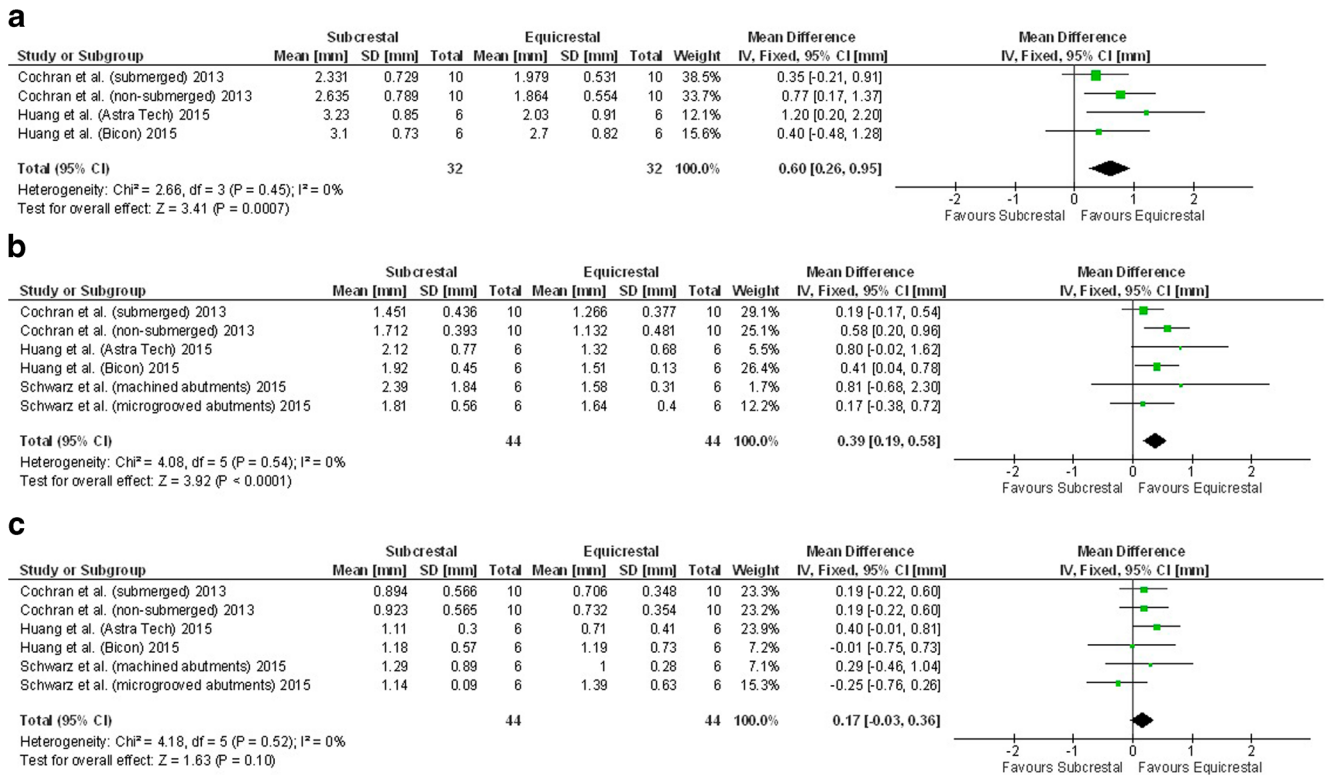 a
Subcrestal Equicrestal Mean Difference Mean Difference
Study or Subgroup Mean [mm] SD [mm] Total Mean [mm] SD [mm] Total Weight IV, Fixed, 95% CI [mm] IV, Fixed, 95% CI [mm]
Cochran et al. (submerged) 2013 2.331 0.729 10 1.979 0.531 10 38.5% 0.35 [-0.21, 0.91]
Cochran et al. (non-submerged) 2013 2.635 0.789 10 1.864 0.554 10 33.7% 0.77 [0.17, 1.37]
Huang et al. (Astra Tech) 2015 3.23 0.85 6 2.03 0.91 6 12.1% 1.20 [0.20, 2.20]
Huang et al. (Bicon) 2015 3.1 0.73 6 2.7 0.82 6 15.6% 0.40 [-0.48, 1.28]
Total (95% CI) 32 32 100.0% 0.60 [0.26, 0.95]
Heterogeneity: Chi² = 2.66, df = 3 (P = 0.45); I² = 0%
Test for overall effect: Z = 3.41 (P = 0.0007)
-2 -1 0 1 2
Favours Subcrestal Favours Equicrestal
b
Subcrestal Equicrestal Mean Difference Mean Difference
Study or Subgroup Mean [mm] SD [mm] Total Mean [mm] SD [mm] Total Weight IV, Fixed, 95% CI [mm] IV, Fixed, 95% CI [mm]
Cochran et al. (submerged) 2013 1.451 0.436 10 1.266 0.377 10 29.1% 0.19 [-0.17, 0.54]
Cochran et al. (non-submerged) 2013 1.712 0.393 10 1.132 0.481 10 25.1% 0.58 [0.20, 0.96]
Huang et al. (Astra Tech) 2015 2.12 0.77 6 1.32 0.68 6 5.5% 0.80 [-0.02, 1.62]
Huang et al. (Bicon) 2015 1.92 0.45 6 1.51 0.13 6 26.4% 0.41 [0.04, 0.78]
Schwarz et al. (machined abutments) 2015 2.39 1.84 6 1.58 0.31 6 1.7% 0.81 [-0.68, 2.30]
Schwarz et al. (microgrooved abutments) 2015 1.81 0.56 6 1.64 0.4 6 12.2% 0.17 [-0.38, 0.72]
Total (95% CI) 44 44 100.0% 0.39 [0.19, 0.58]
Heterogeneity: Chi² = 4.08, df = 5 (P = 0.54); I² = 0%
Test for overall effect: Z = 3.92 (P < 0.0001)
-2 -1 0 1 2
Favours Subcrestal Favours Equicrestal
c
Subcrestal Equicrestal Mean Difference Mean Difference
Study or Subgroup Mean [mm] SD [mm] Total Mean [mm] SD [mm] Total Weight IV, Fixed, 95% CI [mm] IV, Fixed, 95% CI [mm]
Cochran et al. (submerged) 2013 0.894 0.566 10 0.706 0.348 10 23.3% 0.19 [-0.22, 0.60]
Cochran et al. (non-submerged) 2013 0.923 0.565 10 0.732 0.354 10 23.2% 0.19 [-0.22, 0.60]
Huang et al. (Astra Tech) 2015 1.11 0.3 6 0.71 0.41 6 23.9% 0.40 [-0.01, 0.81]
Huang et al. (Bicon) 2015 1.18 0.57 6 1.19 0.73 6 7.2% -0.01 [-0.75, 0.73]
Schwarz et al. (machined abutments) 2015 1.29 0.89 6 1 0.28 6 7.1% 0.29 [-0.46, 1.04]
Schwarz et al. (microgrooved abutments) 2015 1.14 0.09 6 1.39 0.63 6 15.3% -0.25 [-0.76, 0.26]
Total (95% CI) 44 44 100.0% 0.17 [-0.03, 0.36]
Heterogeneity: Chi² = 4.18, df = 5 (P = 0.52); I² = 0%
Test for overall effect: Z = 1.63 (P = 0.10)
-2 -1 0 1 2
Favours Subcrestal Favours Equicrestal